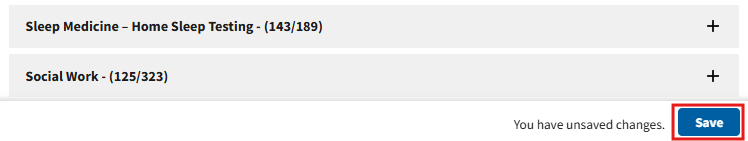 Sleep Medicine – Home Sleep Testing - (143/189)
Social Work - (125/323)
You have unsaved changes. Save